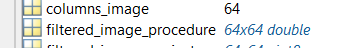 columns_image 64
filtered_image_procedure 64x64 double